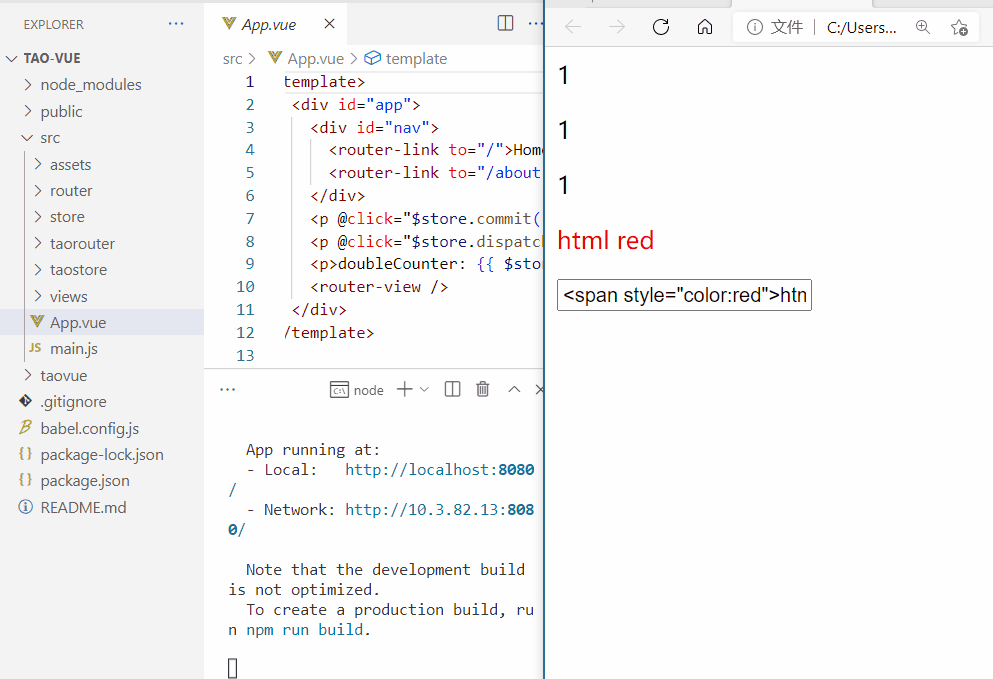 EXPLORER
TAO-VUE
node_modules
public
src
assets
router
store
taorouter
taostore
views
App.vue
JS main.js
taovue
.gitignore
babel.config.js
{} package-lock.json
{} package.json
README.md
App.vue
src > App.vue > template
1 template>
2 <div id="app">
3 <div id="nav">
4 <router-link to="/">Home
5 <router-link to="/about
6 </div>
7 <p @click="$store.commit(
8 <p @click="$store.dispatch
9 <p>doubleCounter: {{ $sto
10 <router-view />
11 </div>
12 /template>
13
node
App running at:
- Local: http://localhost:8080
/
- Network: http://10.3.82.13:808
0/
Note that the development build
is not optimized.
To create a production build, ru
n npm run build.
文件 | C:/Users...
1
1
1
html red
<span style="color:red">htn